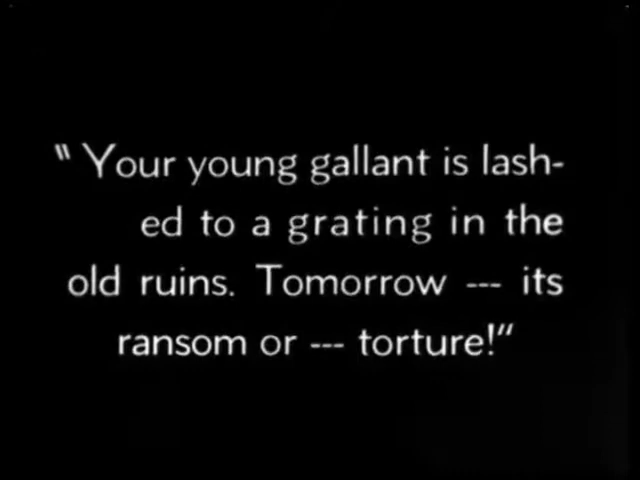 "Your young gallant is lash-
ed to a grating in the
old ruins. Tomorrow --- its
ransom or --- torture!"